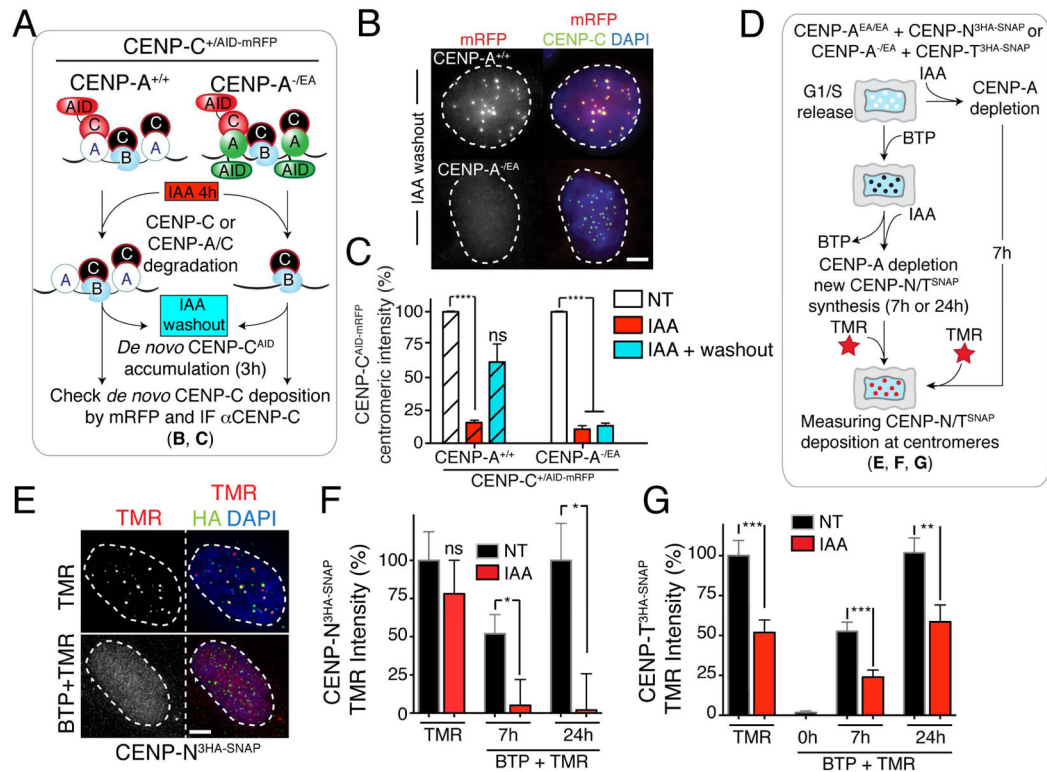 A
CENP-C+/AID-mRFP
CENP-A+/+ CENP-A-/EA
AID AID
C C C C C C
A B A A B A
AID AID
IAA 4h
CENP-C or
CENP-A/C
degradation
C C C
A B A B
IAA
washout
De novo CENP-CAID
accumulation (3h)
Check de novo CENP-C deposition
by mRFP and IF αCENP-C
(B, C)
B
mRFP
mRFP CENP-C DAPI
CENP-A+/+
CENP-A-/EA
IAA washout
C
CENP-CAID-mRFP
centromeric intensity (%)
100
75
50
25
0
*** ns ***
NT
IAA
IAA + washout
CENP-A+/+ CENP-A-/EA
CENP-C+/AID-mRFP
D
CENP-AEA/EA + CENP-N3HA-SNAP or
CENP-A-/EA + CENP-T3HA-SNAP
IAA
G1/S
release
CENP-A
depletion
BTP
IAA
BTP
7h
CENP-A depletion
new CENP-N/TSNAP
synthesis (7h or 24h)
TMR TMR
Measuring CENP-N/TSNAP
deposition at centromeres
(E, F, G)
E
TMR
TMR HA DAPI
TMR
BTP+TMR
CENP-N3HA-SNAP
F
CENP-N3HA-SNAP
TMR Intensity (%)
100
75
50
25
0
ns * *
NT
IAA
TMR 7h 24h
BTP + TMR
G
CENP-T3HA-SNAP
TMR Intensity (%)
125
100
75
50
25
0
*** *** **
NT
IAA
TMR 0h 7h 24h
BTP + TMR